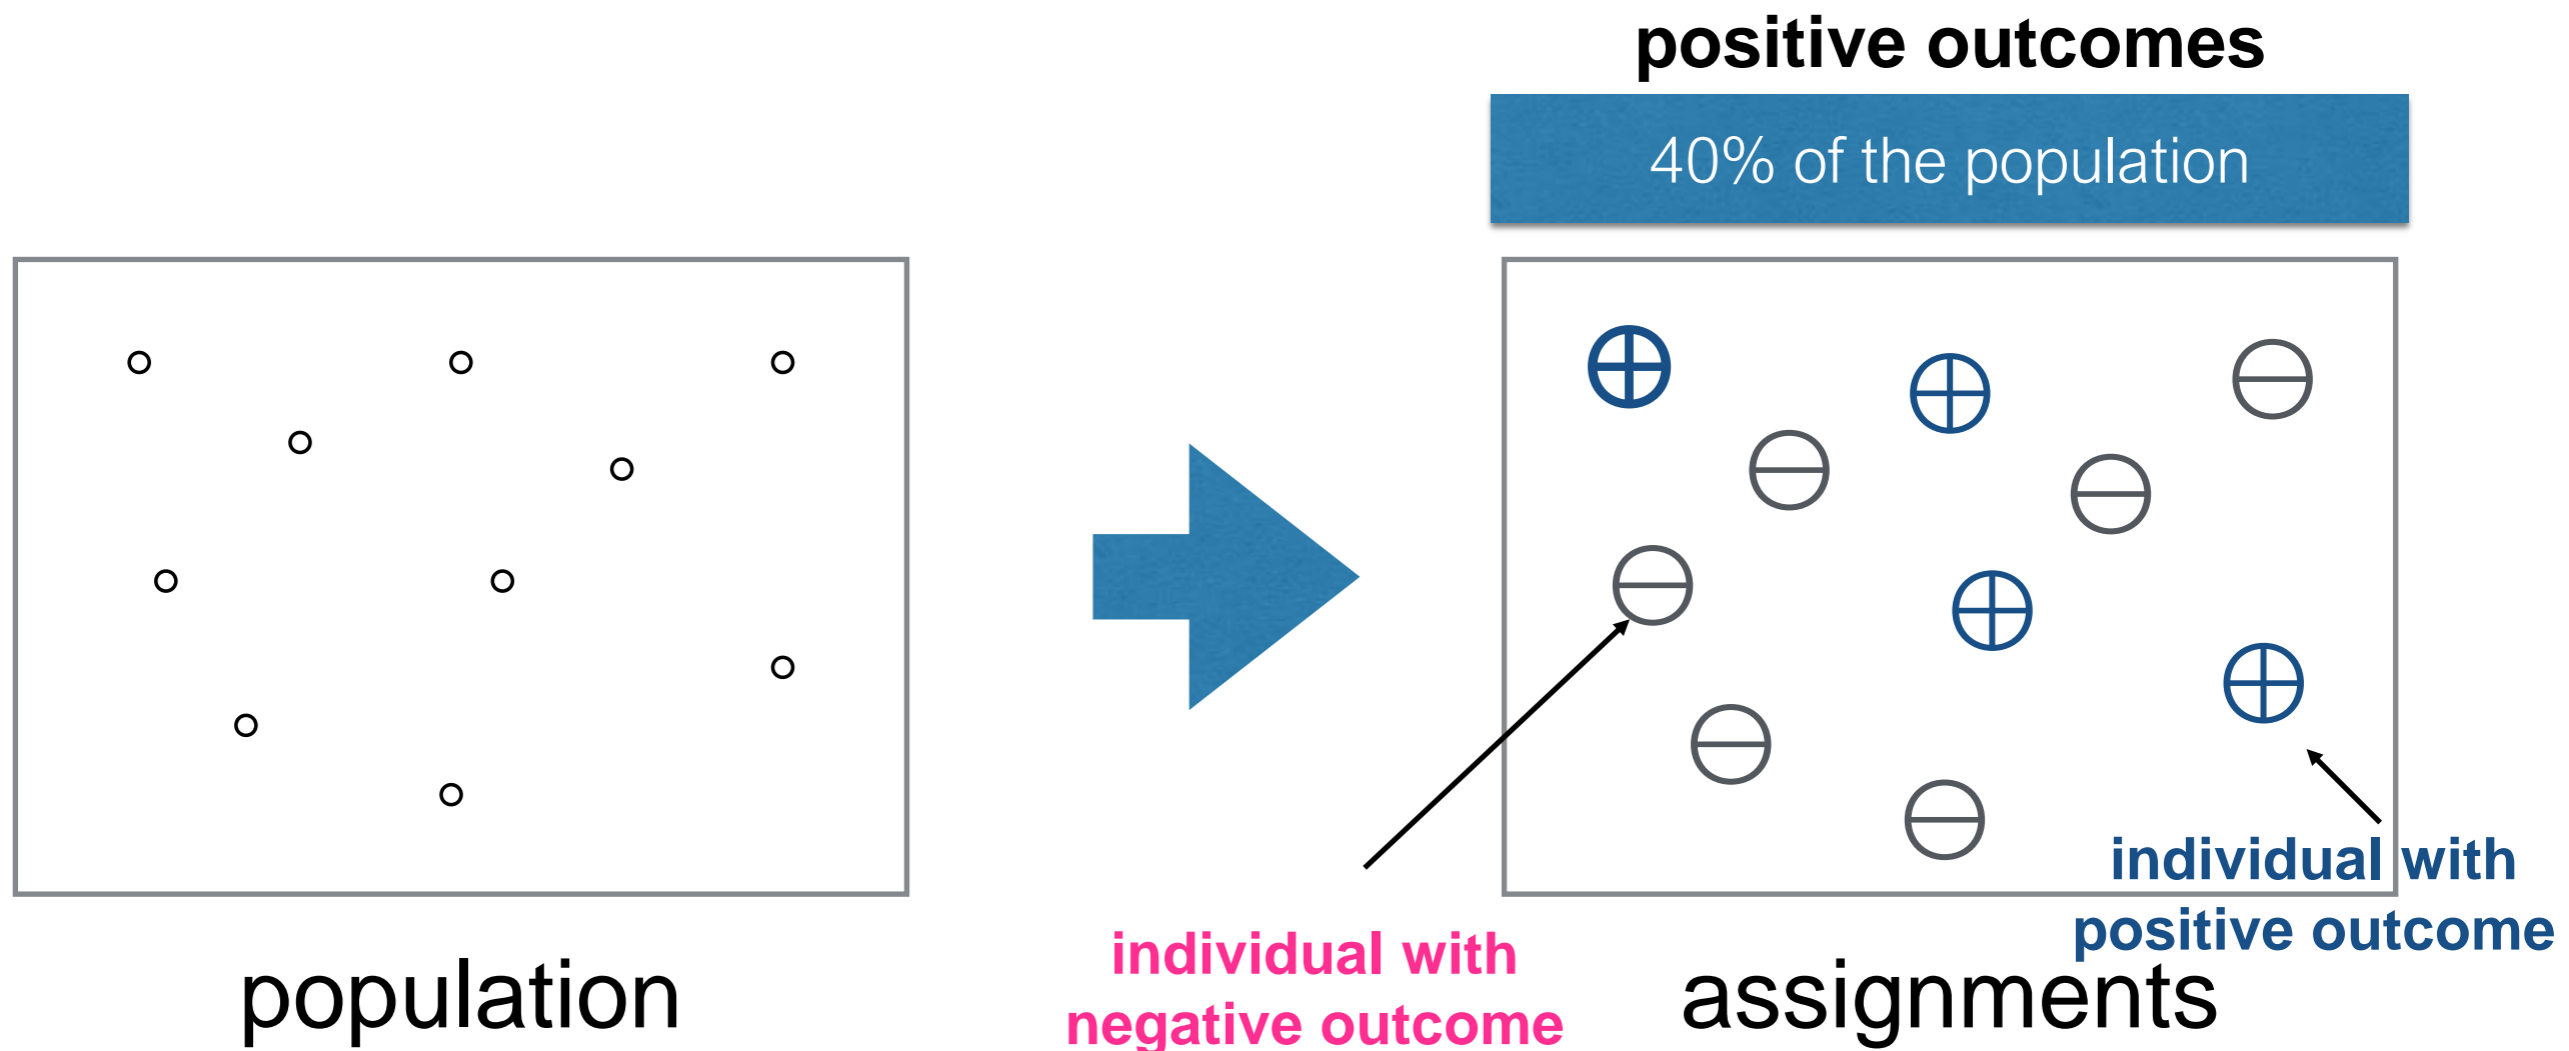 positive outcomes
40% of the population
individual with
positive outcome
individual with
negative outcome
population
assignments